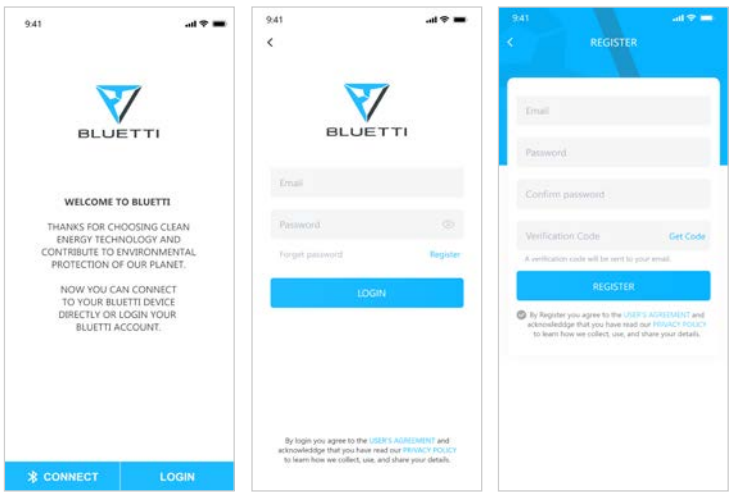 9:41
BLUETTI
WELCOME TO BLUETTI
THANKS FOR CHOOSING CLEAN
ENERGY TECHNOLOGY AND
CONTRIBUTE TO ENVIRONMENTAL
PROTECTION OF OUR PLANET.
NOW YOU CAN CONNECT
TO YOUR BLUETTI DEVICE
DIRECTLY OR LOGIN YOUR
BLUETTI ACCOUNT.
CONNECT LOGIN
9:41
BLUETTI
Email
Password
Forget password Register
LOGIN
By login you agree to the USER'S AGREEMENT and
acknowleddge that you have read our PRIVACY POLICY
to learn how we collect, use, and share your details.
9:41
REGISTER
Email
Password
Confirm password
Verification Code Get Code
A verification code will be sent to your email.
REGISTER
By Register you agree to the USER'S AGREEMENT and
acknowleddge that you have read our PRIVACY POLICY
to learn how we collect, use, and share your details.